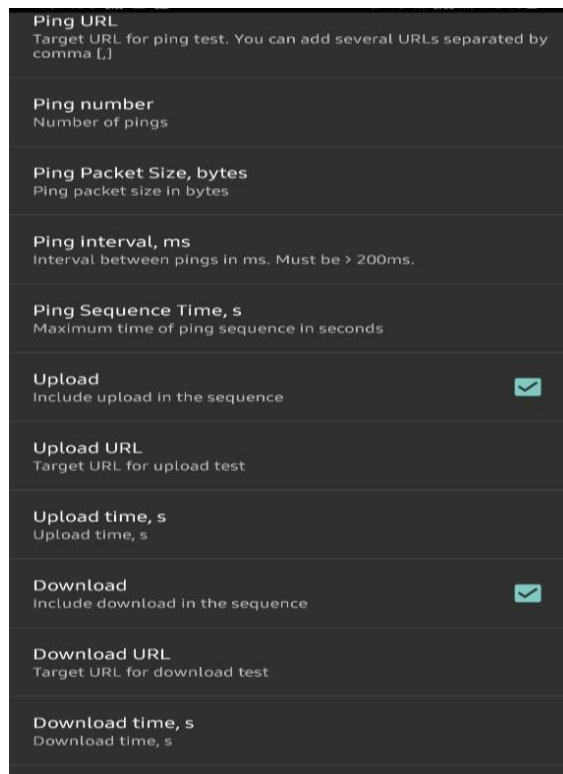 Ping URL
Target URL for ping test. You can add several URLs separated by
comma [,]
Ping number
Number of pings
Ping Packet Size, bytes
Ping packet size in bytes
Ping interval, ms
Interval between pings in ms. Must be > 200ms.
Ping Sequence Time, s
Maximum time of ping sequence in seconds
Upload
Include upload in the sequence
Upload URL
Target URL for upload test
Upload time, s
Upload time, s
Download
Include download in the sequence
Download URL
Target URL for download test
Download time, s
Download time, s